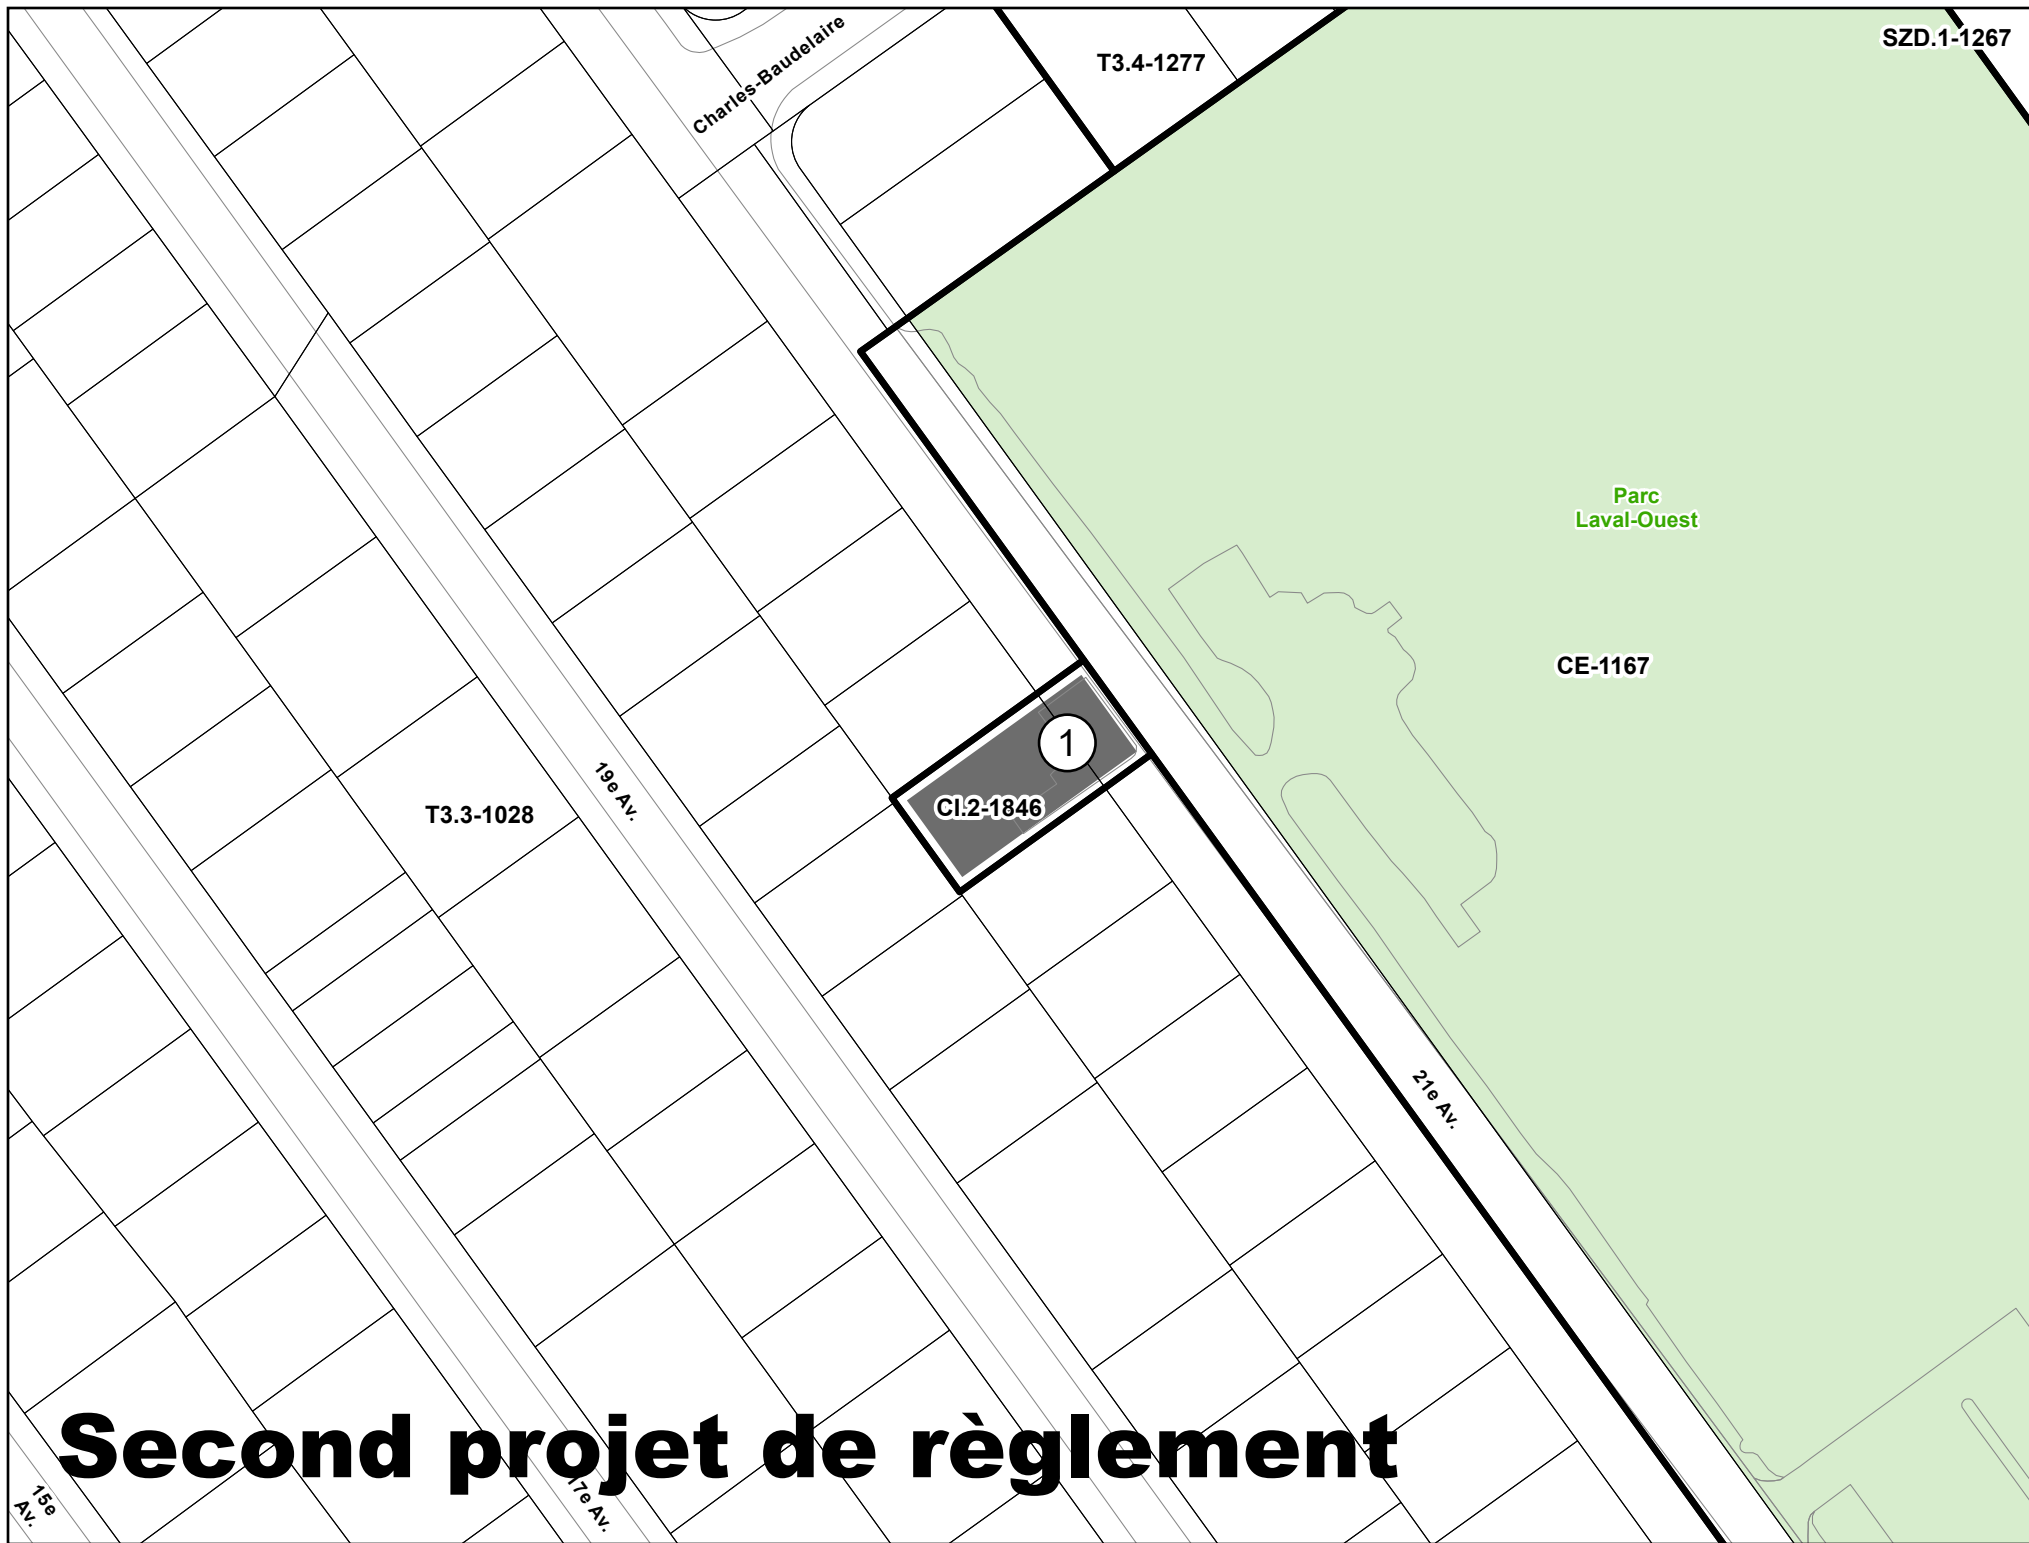 SZD.1-1267
Charles-Baudelaire
T3.4-1277
Parc
Laval-Ouest
CE-1167
1
19e Av.
T3.3-1028
CI.2-1846
21e Av.
Second projet de règlement
15e
Av.
17e Av.